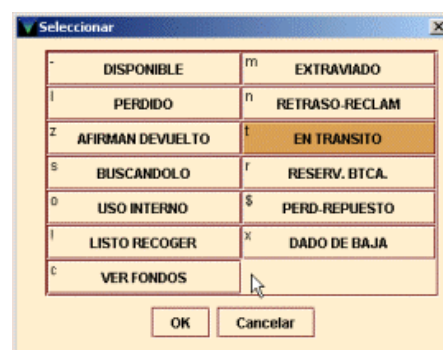 Seleccionar
- DISPONIBLE m EXTRAVIADO
l PERDIDO n RETRASO-RECLAM
z AFIRMAN DEVUELTO t EN TRANSITO
s BUSCANDOLO r RESERV. BTCA.
o USO INTERNO $ PERD-REPUESTO
! LISTO RECOGER x DADO DE BAJA
c VER FONDOS
OK Cancelar